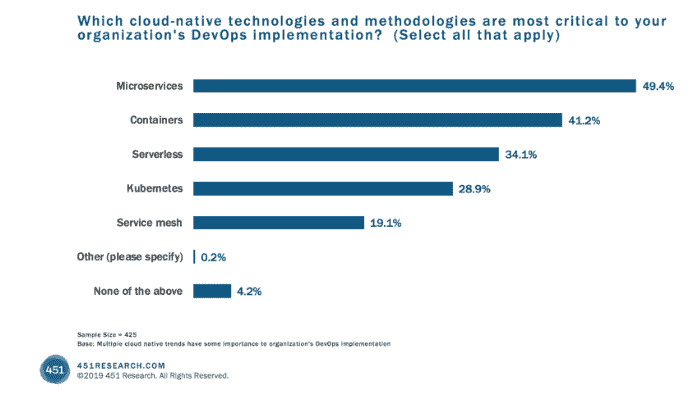 Which cloud-native technologies and methodologies are most critical to your
organization's DevOps implementation? (Select all that apply)
Microservices 49.4%
Containers 41.2%
Serverless 34.1%
Kubernetes 28.9%
Service mesh 19.1%
Other (please specify) 0.2%
None of the above 4.2%
Sample Size = 425
Base: Multiple cloud native trends have some importance to organization's DevOps implementation
451
451RESEARCH.COM
©2019 451 Research. All Rights Reserved.